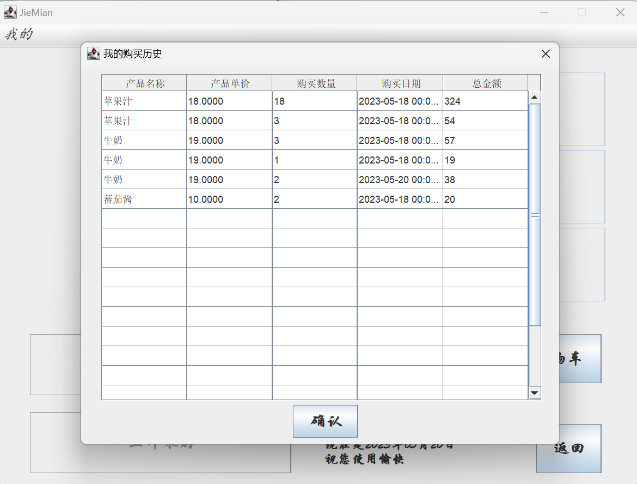 JieMian
我的
我的购买历史
产品名称 产品单价 购买数量 购买日期 总金额
苹果汁 18.0000 18 2023-05-18 00:0... 324
苹果汁 18.0000 3 2023-05-18 00:0... 54
牛奶 19.0000 3 2023-05-18 00:0... 57
牛奶 19.0000 1 2023-05-18 00:0... 19
牛奶 19.0000 2 2023-05-20 00:0... 38
蕃茄酱 10.0000 2 2023-05-18 00:0... 20
确认
车
现在是2023年05月20日
祝您使用愉快
返回